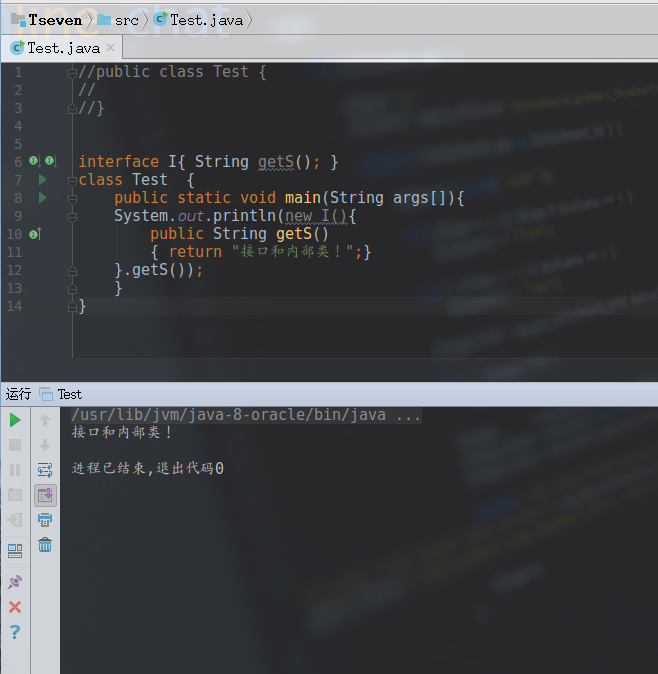 Tseven src Test.java
Test.java
1 //public class Test {
2 //
3 //}
4
5
6 interface I{ String getS(); }
7 class Test  {
8     public static void main(String args[]){
9     System.out.println(new I(){
10         public String getS()
11         { return "接口和内部类！";}
12     }.getS());
13     }
14 }
运行 Test
/usr/lib/jvm/java-8-oracle/bin/java ...
接口和内部类！
进程已结束,退出代码0